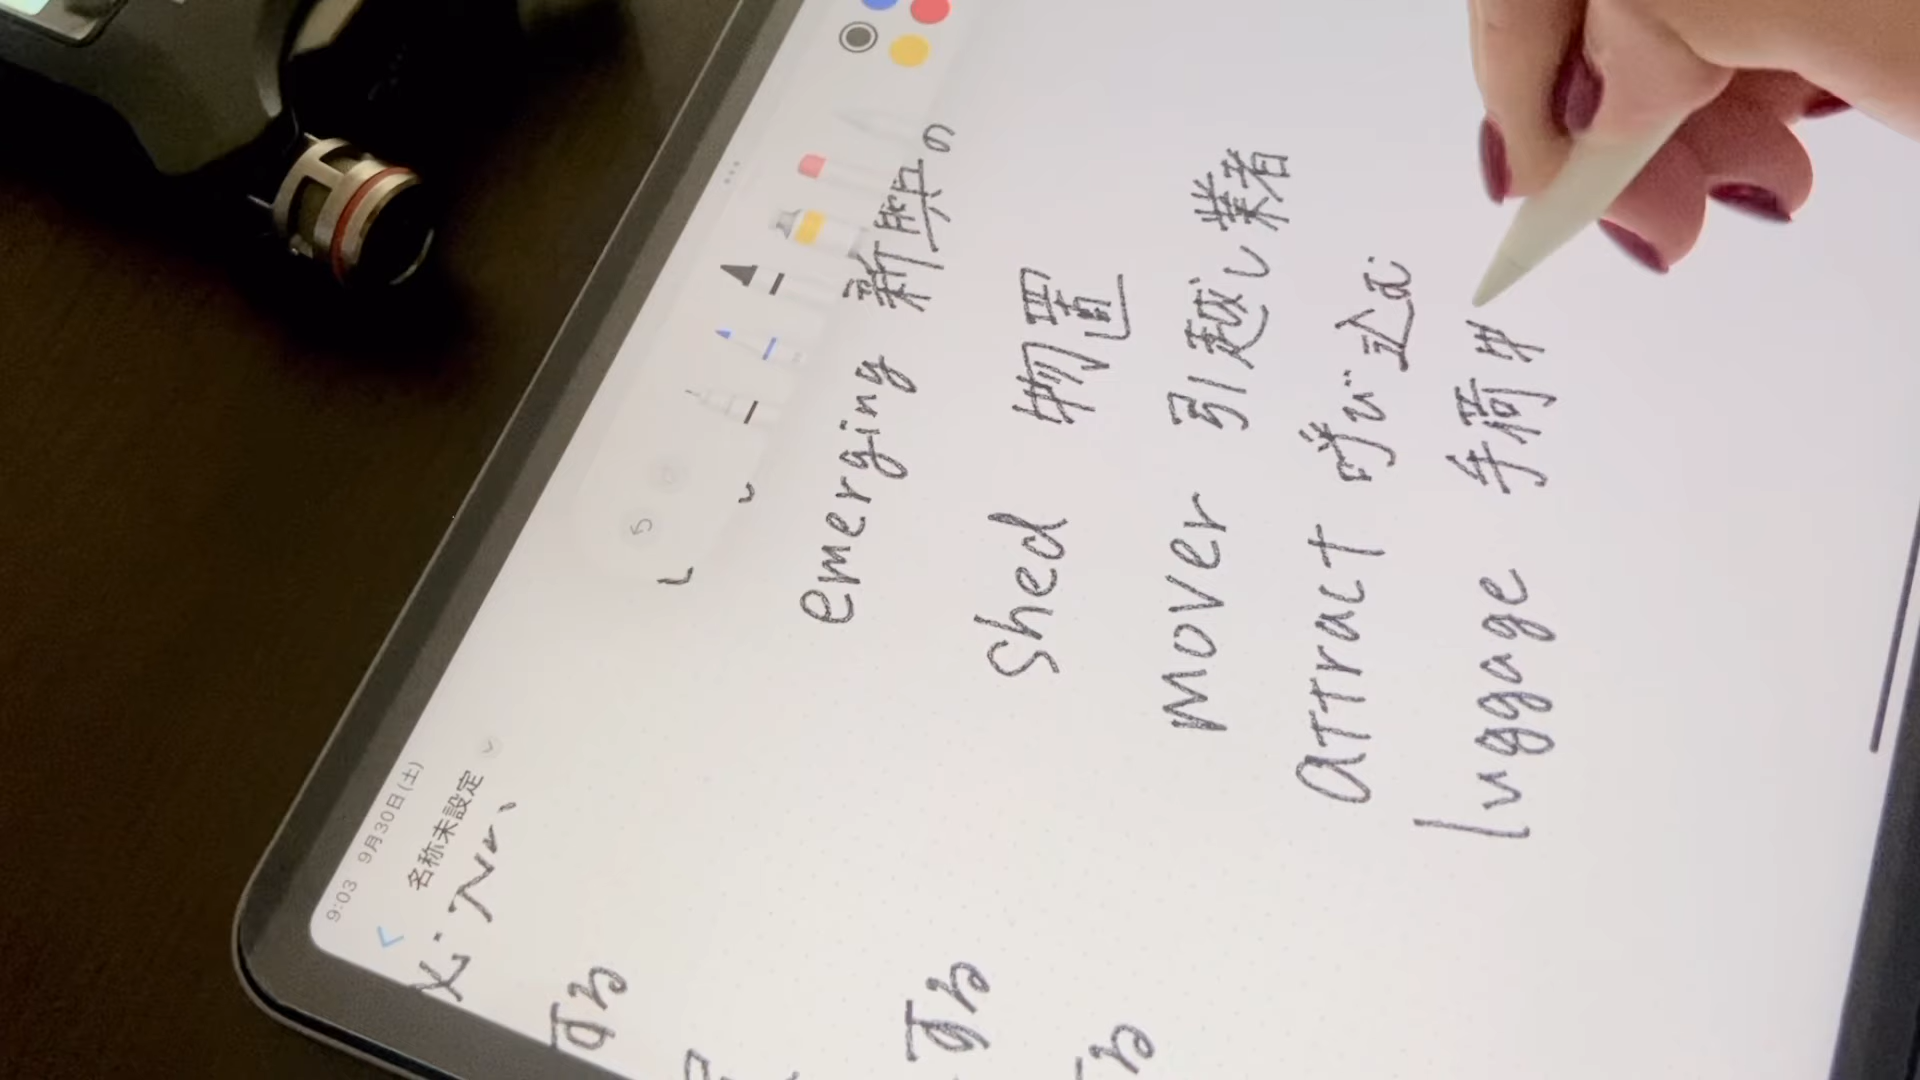 9:03 9月30日(土)
名称未設定
emerging 新興の
shed 物置
mover 引越し業者
attract 呼び込む
luggage 手荷